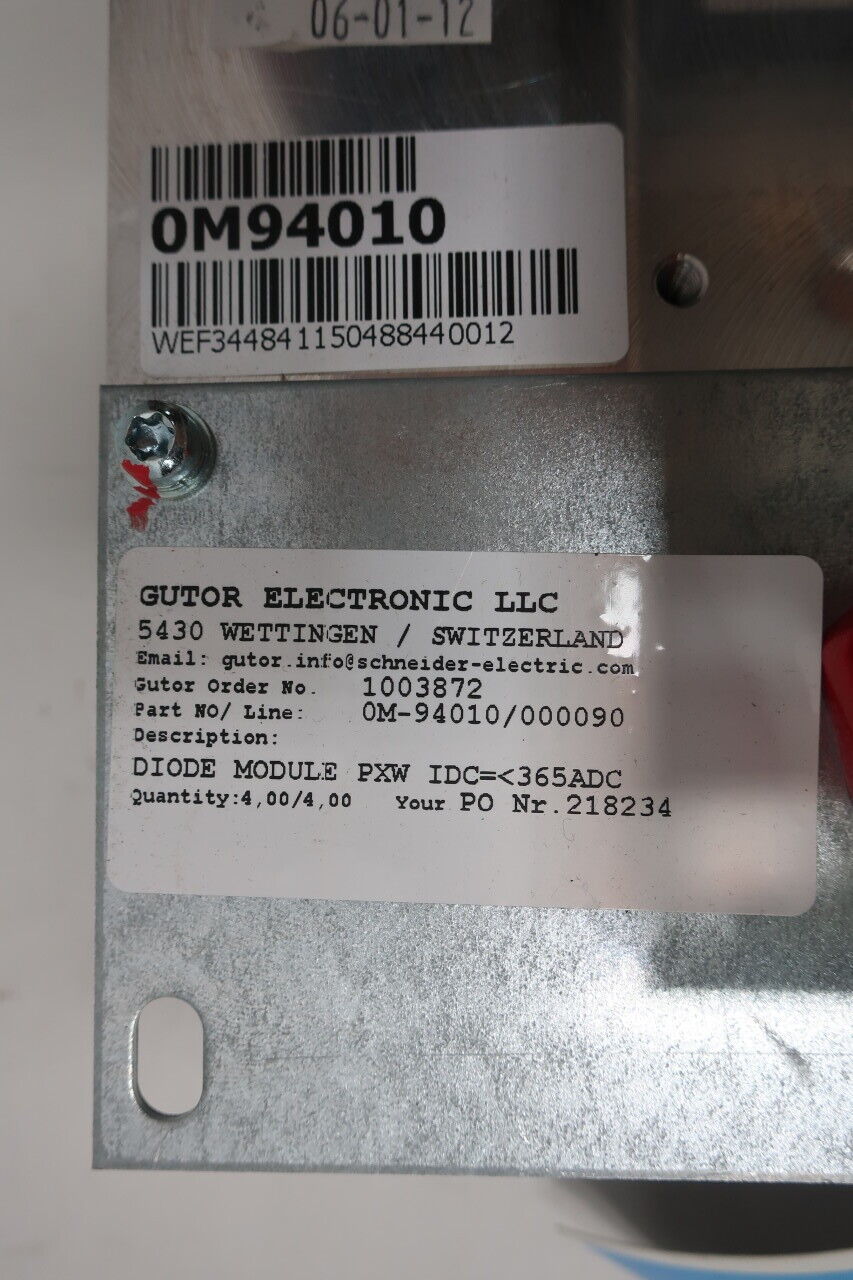 06-01-12
0M94010
WEF344841150488440012
GUTOR ELECTRONIC LLC
5430 WETTINGEN / SWITZERLAND
Email: gutor.info@schneider-electric.com
Gutor Order No. 1003872
Part NO/ Line: 0M-94010/000090
Description:
DIODE MODULE PXW IDC=<365ADC
Quantity:4,00/4,00 Your PO Nr.218234